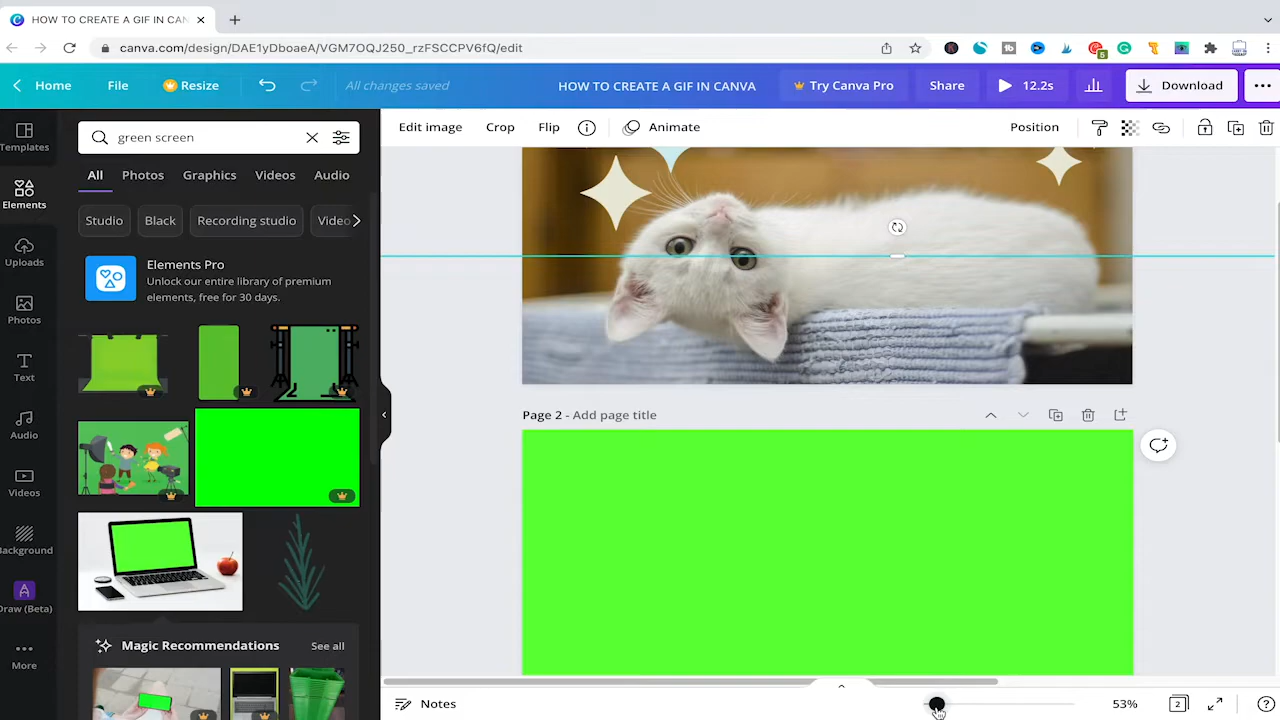 HOW TO CREATE A GIF IN CAN
canva.com/design/DAE1yDboaeA/VGM7OQJ250_rzFSCCPV6fQ/edit
5
Home
File
Resize
All changes saved
HOW TO CREATE A GIF IN CANVA
Try Canva Pro
Share
12.2s
Download
Templates
Elements
Uploads
Photos
Text
Audio
Videos
Background
Draw (Beta)
More
green screen
All
Photos
Graphics
Videos
Audio
Studio
Black
Recording studio
Video
Elements Pro
Unlock our entire library of premium
elements, free for 30 days.
Magic Recommendations
See all
Edit image
Crop
Flip
Animate
Position
Page 2 - Add page title
Notes
53%
2